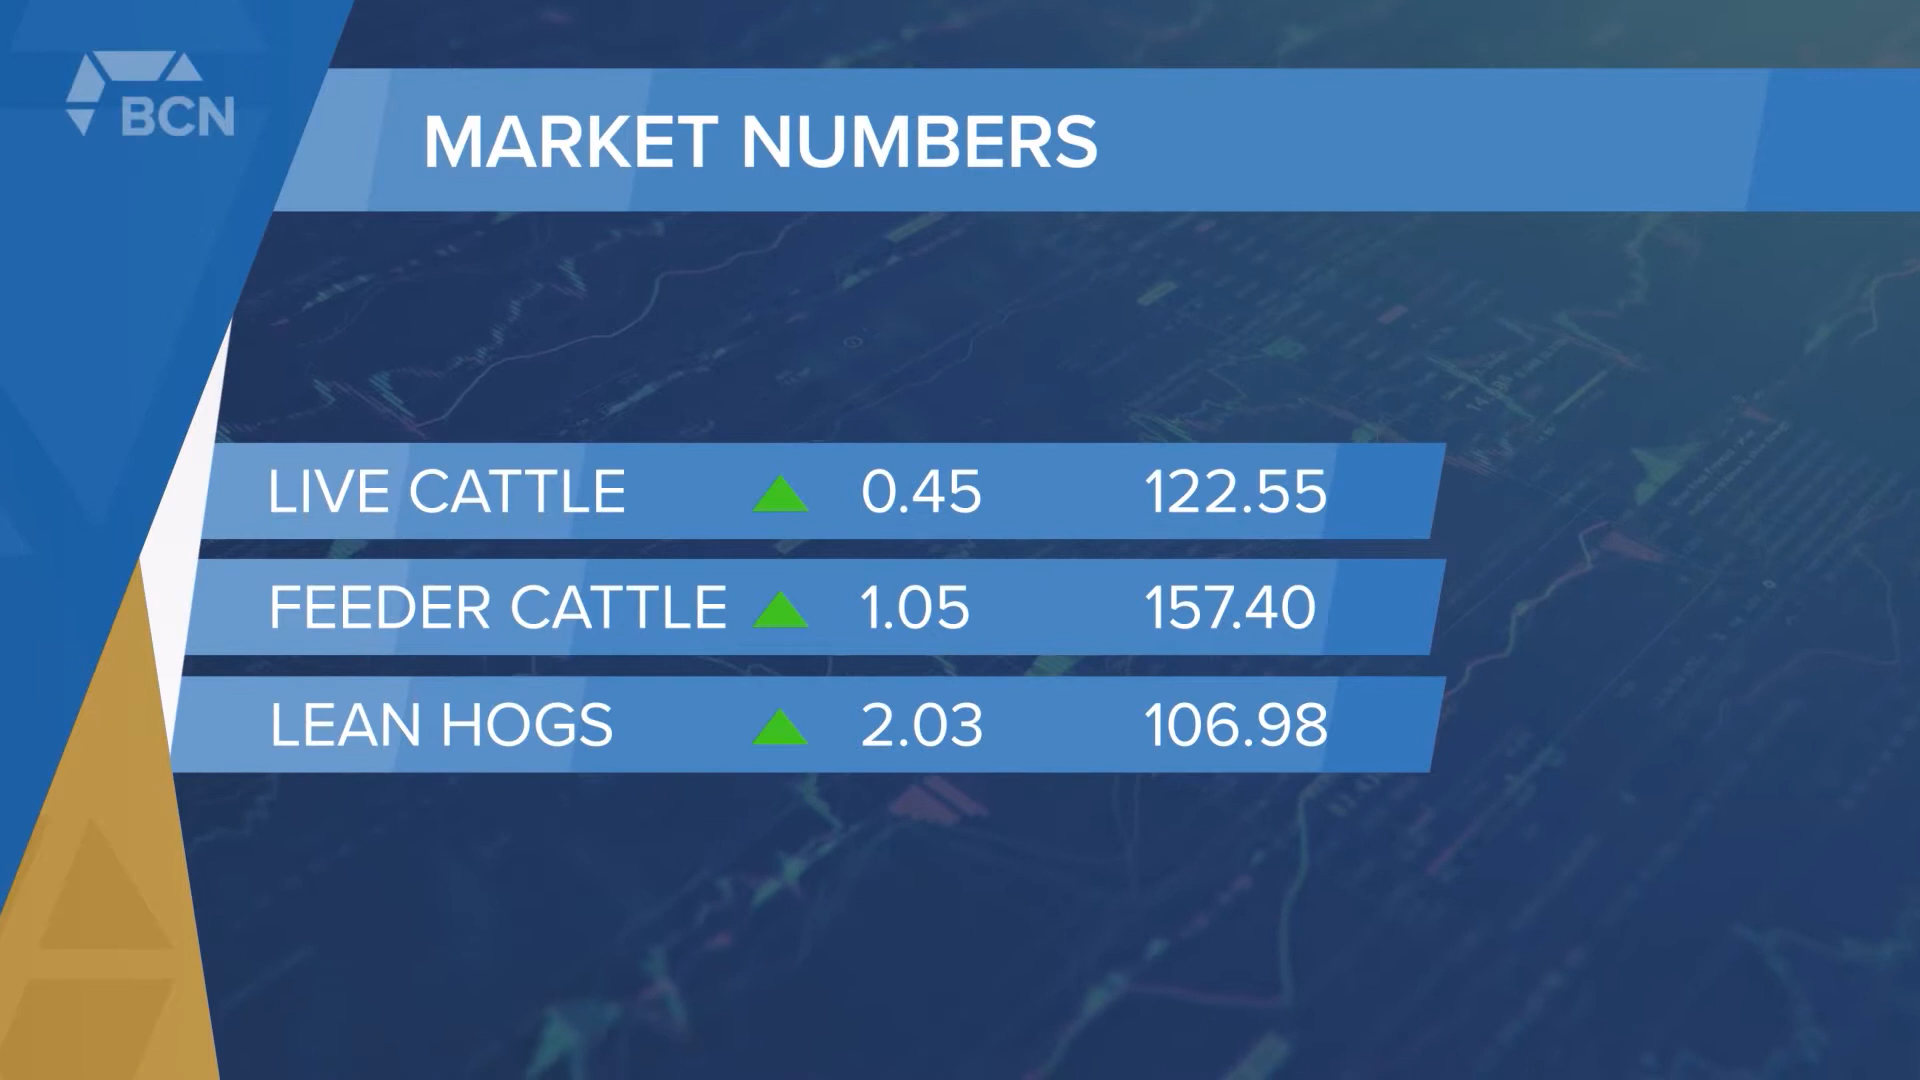 BCN
MARKET NUMBERS
LIVE CATTLE 0.45 122.55
FEEDER CATTLE 1.05 157.40
LEAN HOGS 2.03 106.98